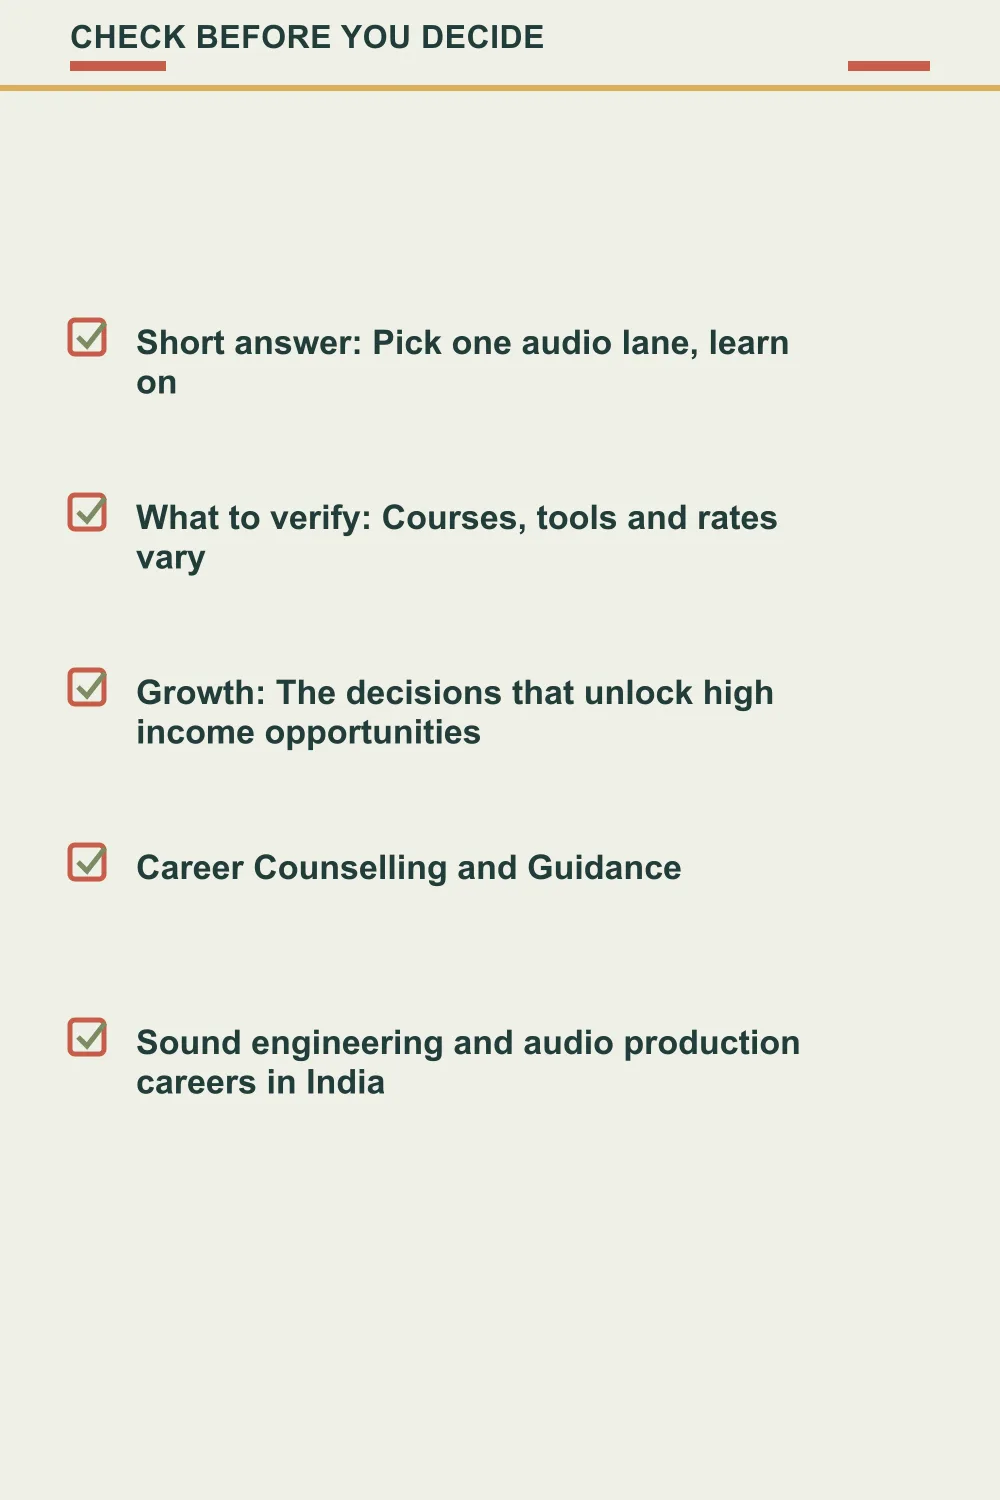 CHECK BEFORE YOU DECIDE
Short answer: Pick one audio lane, learn
on
What to verify: Courses, tools and rates
vary
Growth: The decisions that unlock high
income opportunities
Career Counselling and Guidance
Sound engineering and audio production
careers in India